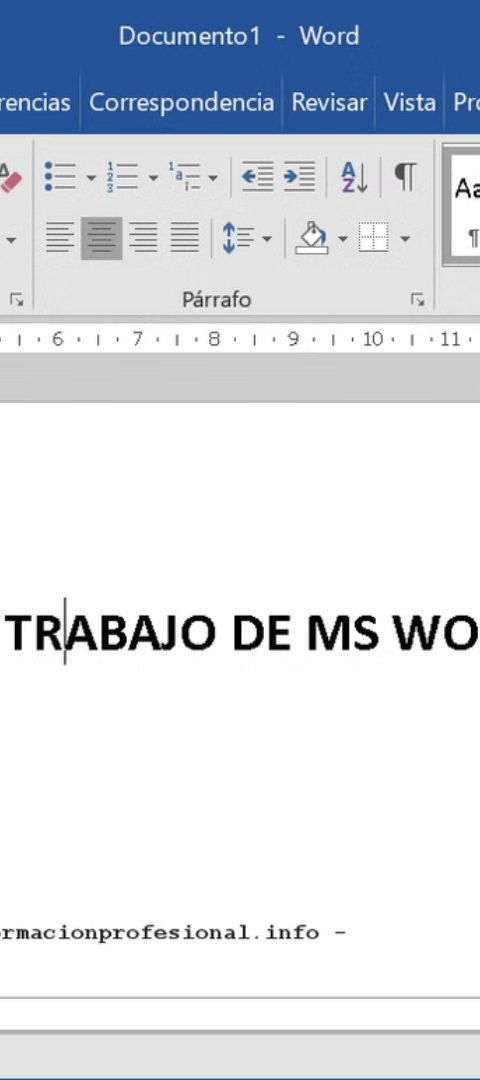 Documento1 - Word
rencias Correspondencia Revisar Vista Pro
Aa
¶
Párrafo
6 7 8 9 10 11
TRABAJO DE MS WO
rmacionprofesional.info -